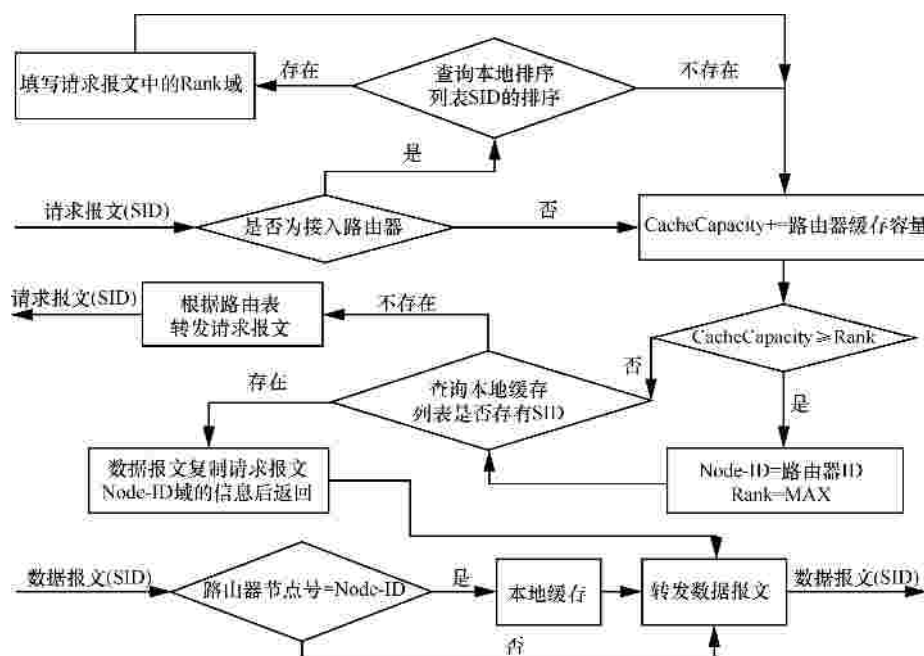 填写请求报文中的Rank域
存在
查询本地排序
列表SID的排序
不存在
是
请求报文(SID)
是否为接入路由器
否
CacheCapacity+=路由器缓存容量
请求报文(SID)
根据路由表
转发请求报文
不存在
CacheCapacity≥Rank
否
存在
查询本地缓存
列表是否存有SID
是
数据报文复制请求报文
Node-ID域的信息后返回
Node-ID=路由器ID
Rank=MAX
数据报文(SID)
路由器节点号=Node-ID
是
本地缓存
转发数据报文
数据报文(SID)
否